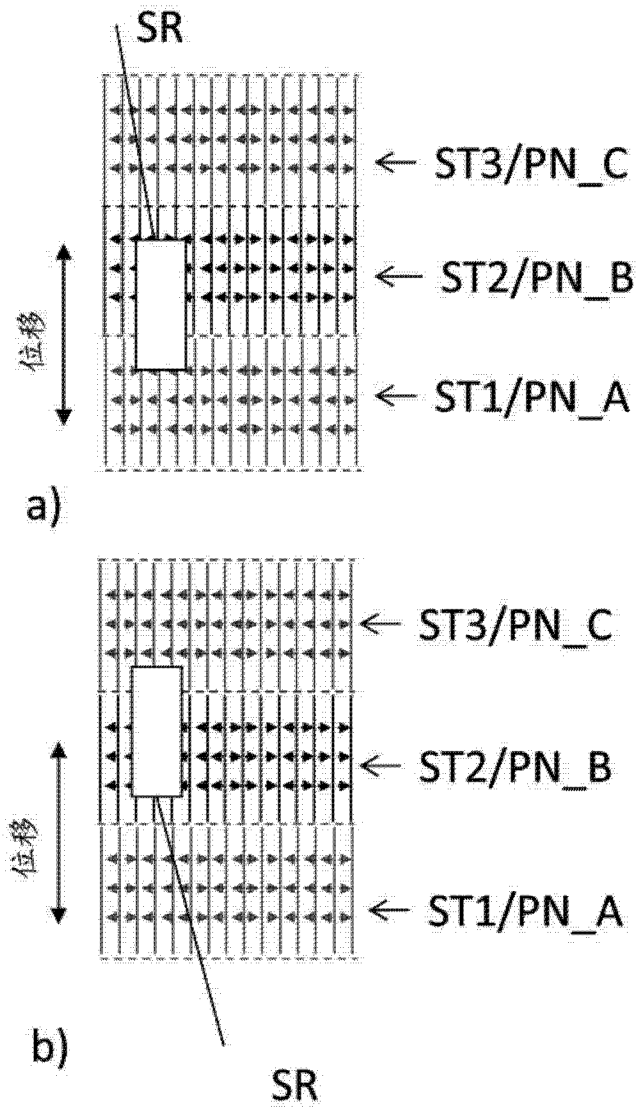 SR
ST3/PN_C
ST2/PN_B
位移
ST1/PN_A
a)
ST3/PN_C
ST2/PN_B
位移
ST1/PN_A
b)
SR